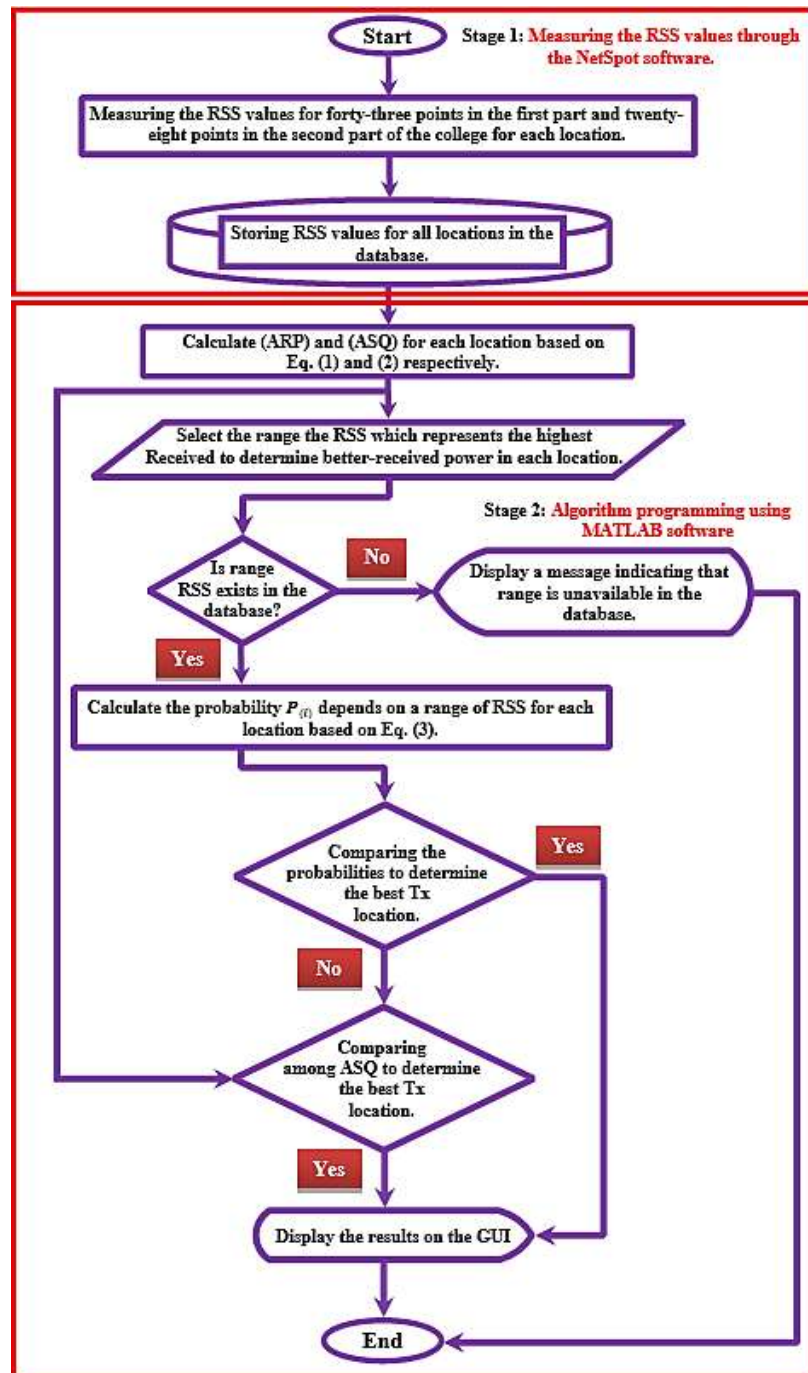 Start
Stage 1: Measuring the RSS values through
the NetSpot software.
Measuring the RSS values for forty-three points in the first part and twenty-
eight points in the second part of the college for each location.
Storing RSS values for all locations in the
database.
Calculate (ARP) and (ASQ) for each location based on
Eq. (1) and (2) respectively.
Select the range the RSS which represents the highest
Received to determine better-received power in each location.
Stage 2: Algorithm programming using
MATLAB software
Is range
RSS exists in the
database?
No
Display a message indicating that
range is unavailable in the
database.
Yes
Calculate the probability P(i) depends on a range of RSS for each
location based on Eq. (3).
Comparing the
probabilities to determine
the best Tx
location.
Yes
No
Comparing
among ASQ to determine
the best Tx
location.
Yes
Display the results on the GUI
End